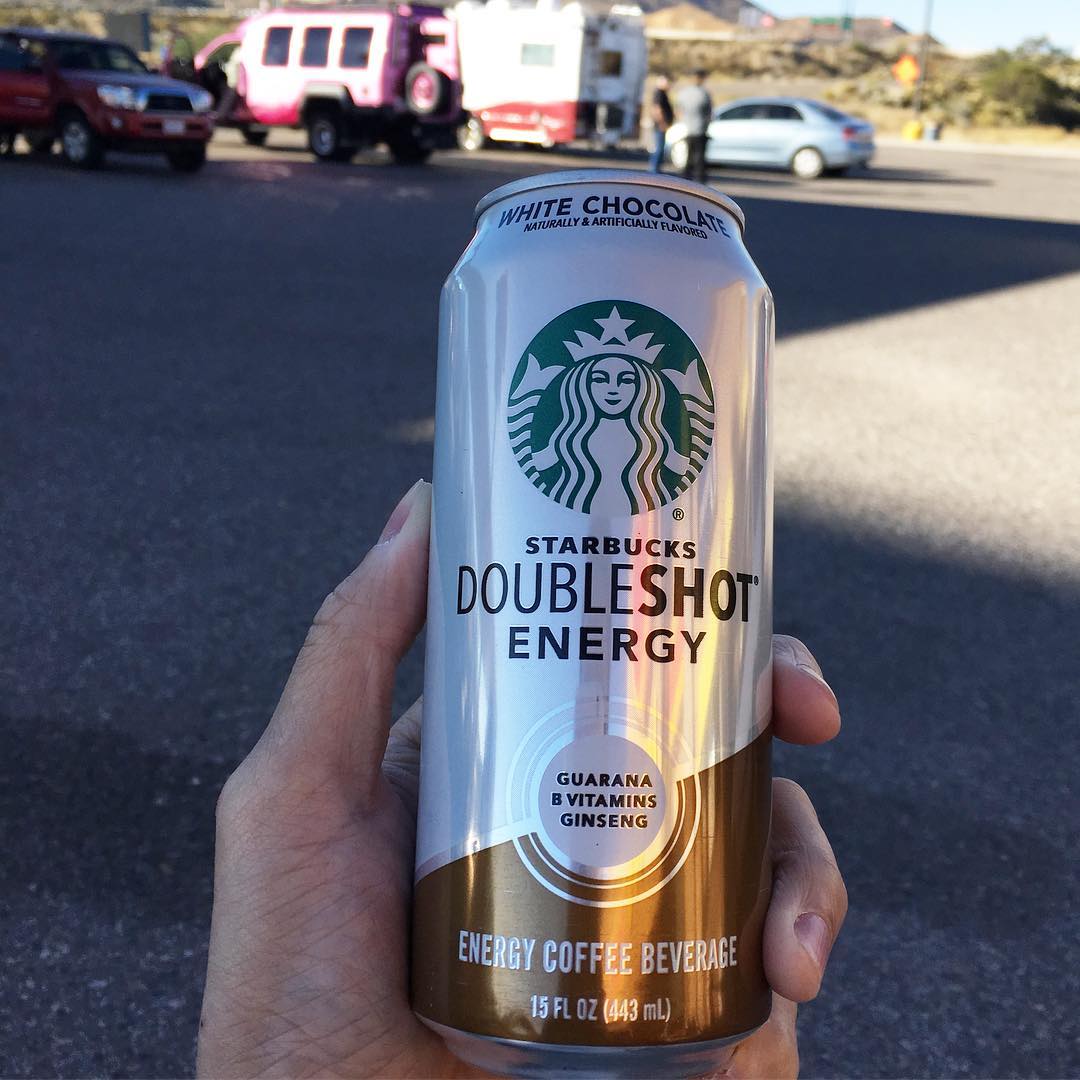 WHITE CHOCOLATE
NATURALLY & ARTIFICIALLY FLAVORED
®
STARBUCKS
DOUBLESHOT®
ENERGY
GUARANA
B VITAMINS
GINSENG
ENERGY COFFEE BEVERAGE
15 FL OZ (443 mL)